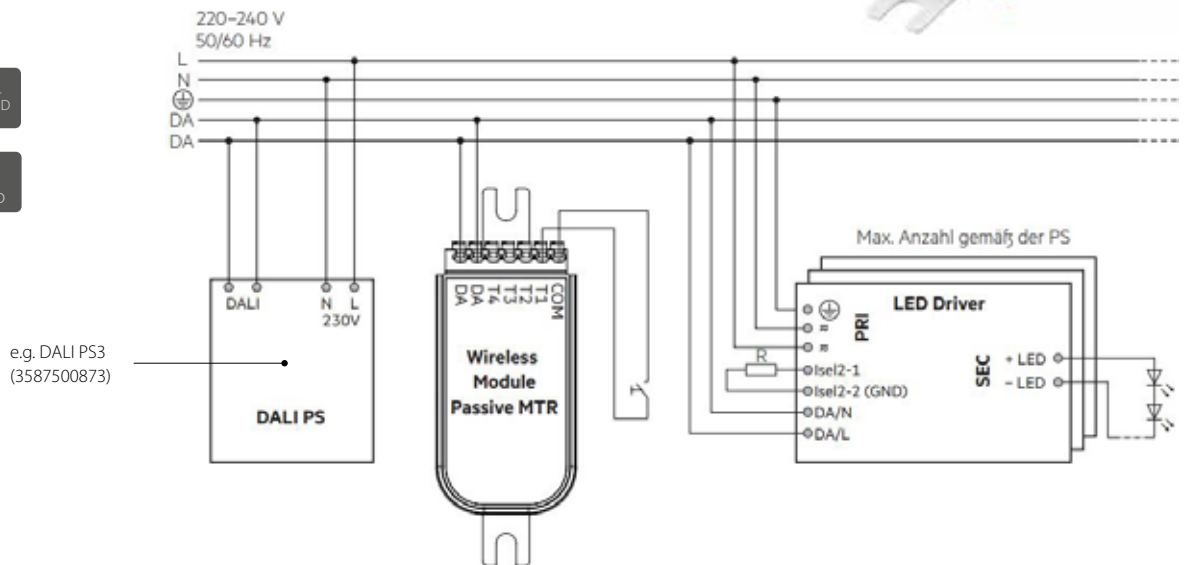 220–240 V
50/60 Hz
L
N
DA
DA
D
D
DALI
N L
230V
DALI PS
e.g. DALI PS3
(3587500873)
DA
DA
T4
T3
T2
T1
COM
Wireless
Module
Passive MTR
Max. Anzahl gemäß der PS
LED Driver
PRI
R
Isel2-1
Isel2-2 (GND)
DA/N
DA/L
SEC
+ LED
– LED